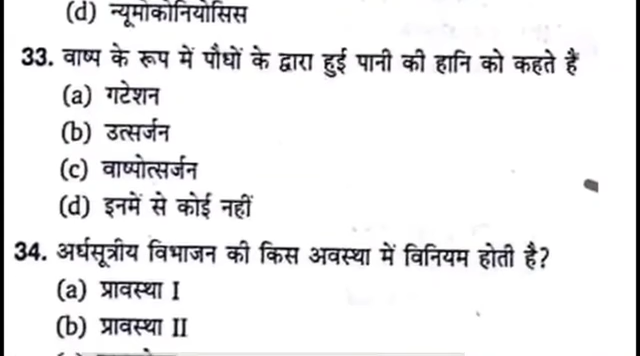 (d) न्यूमोकोनियोसिस
33. वाष्प के रूप में पौधों के द्वारा हुई पानी की हानि को कहते हैं
(a) गटेशन
(b) उत्सर्जन
(c) वाष्पोत्सर्जन
(d) इनमें से कोई नहीं
34. अर्धसूत्रीय विभाजन की किस अवस्था में विनियम होती है?
(a) प्रावस्था I
(b) प्रावस्था II